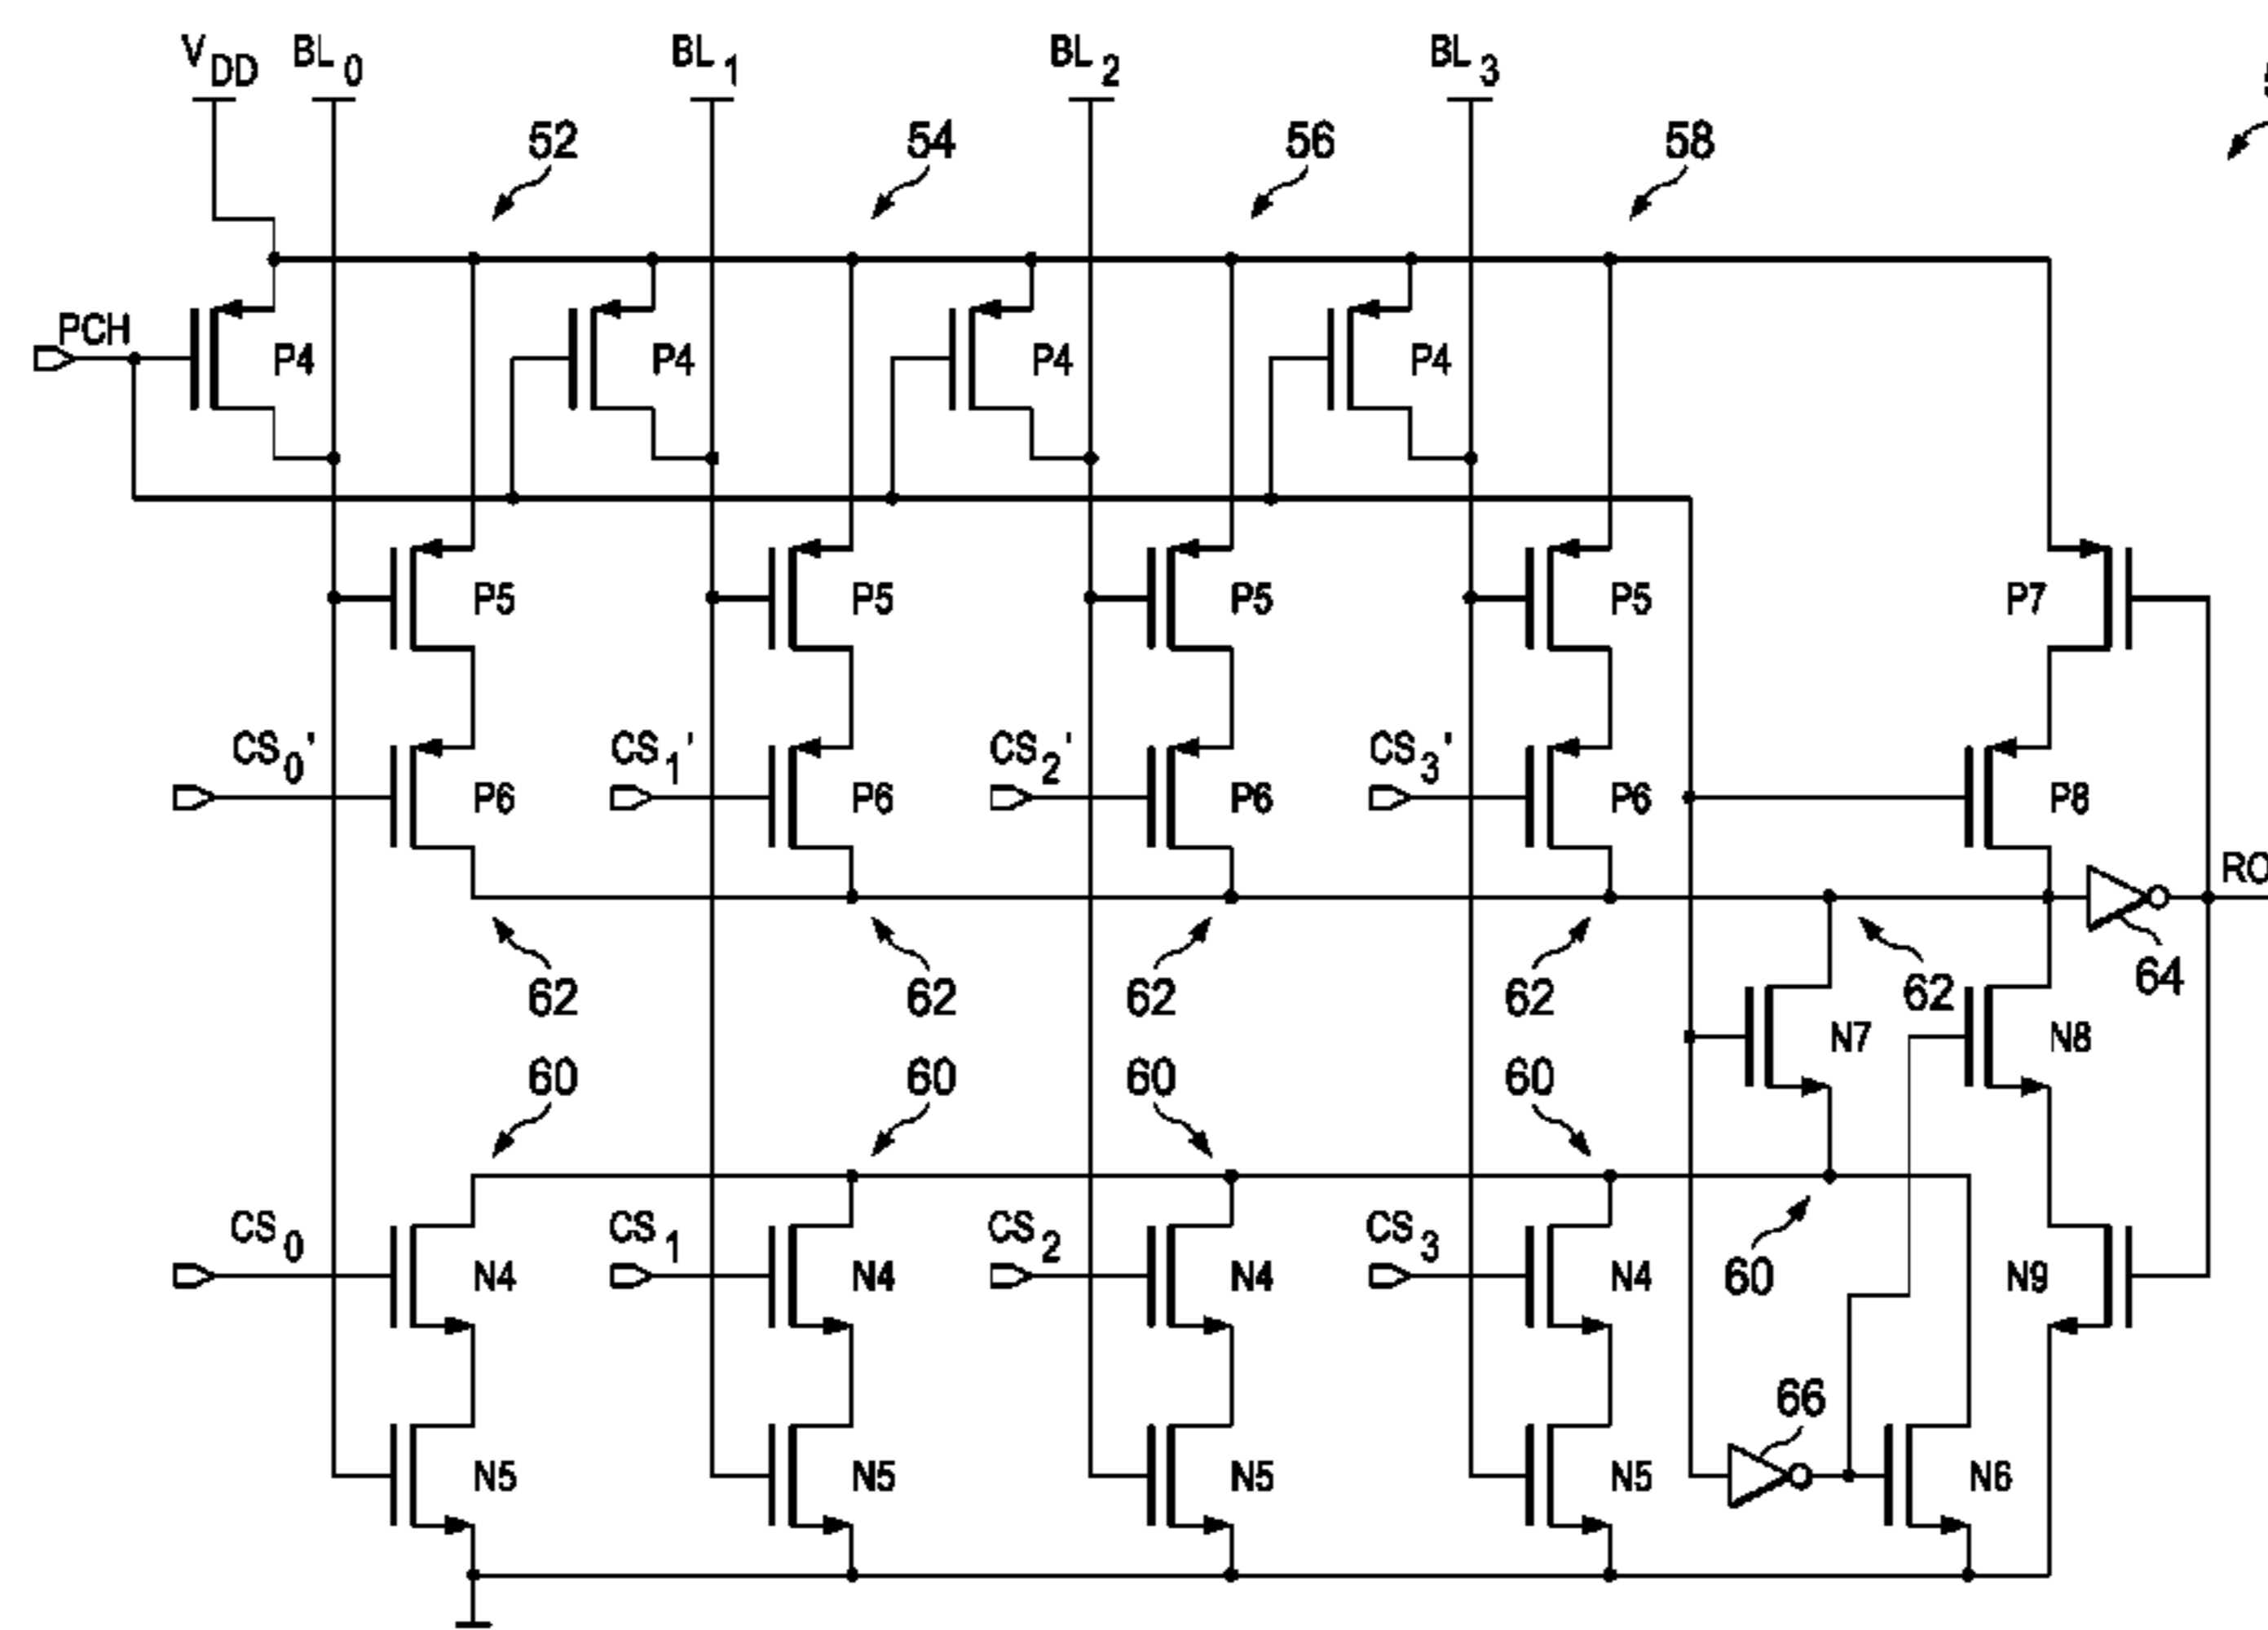 VDD BL0 BL1 BL2 BL3
52 54 56 58
PCH P4 P4 P4 P4
P5 P5 P5 P5 P7
CS0' CS1' CS2' CS3'
P6 P6 P6 P6 P8
RO
62 62 62 62 62 64
N7 N8
60 60 60 60
CS0 CS1 CS2 CS3
N4 N4 N4 N4 60 N9
66
N5 N5 N5 N5 N6